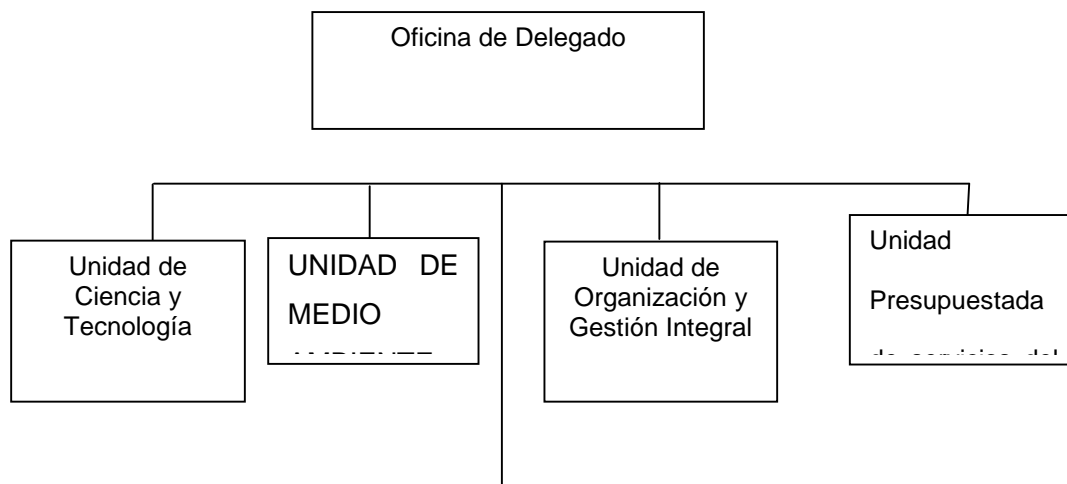 Oficina de Delegado
Unidad de
Ciencia y
Tecnología
UNIDAD DE
MEDIO
Unidad de
Organización y
Gestión Integral
Unidad
Presupuestada